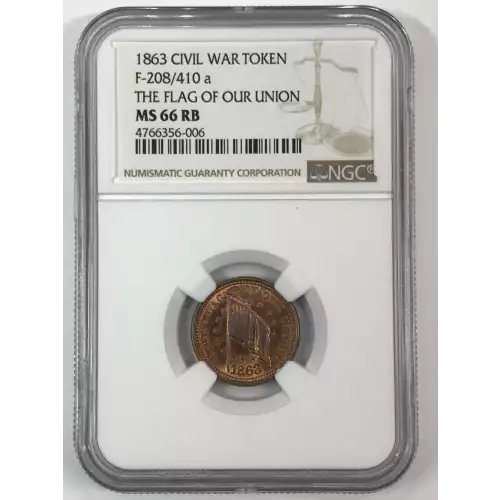 1863 CIVIL WAR TOKEN
F-208/410 a
THE FLAG OF OUR UNION
MS 66 RB
4766356-006
NUMISMATIC GUARANTY CORPORATION
NGC
1863